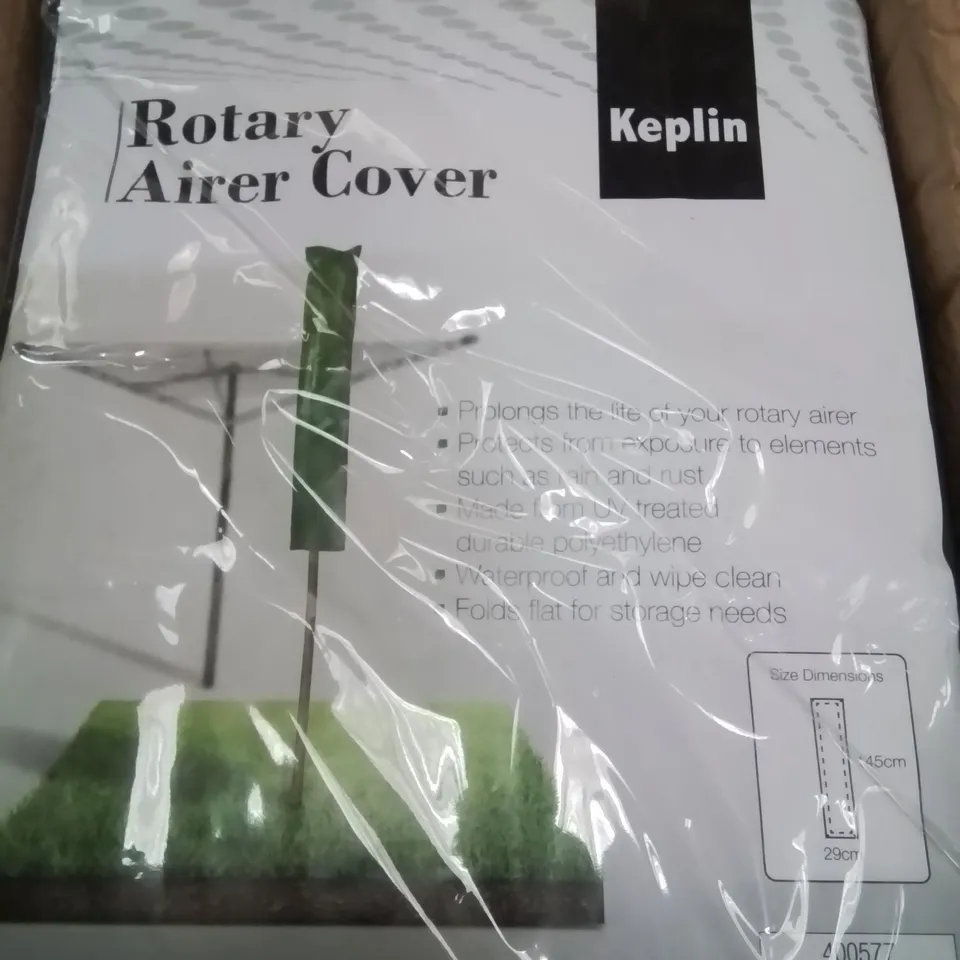 Rotary
Airer Cover
Keplin
▪ Prolongs the life of your rotary airer
▪ Protects from exposure to elements
such as rain and rust
▪ Made from UV treated
durable polyethylene
▪ Waterproof and wipe clean
▪ Folds flat for storage needs
Size Dimensions
145cm
29cm
400577